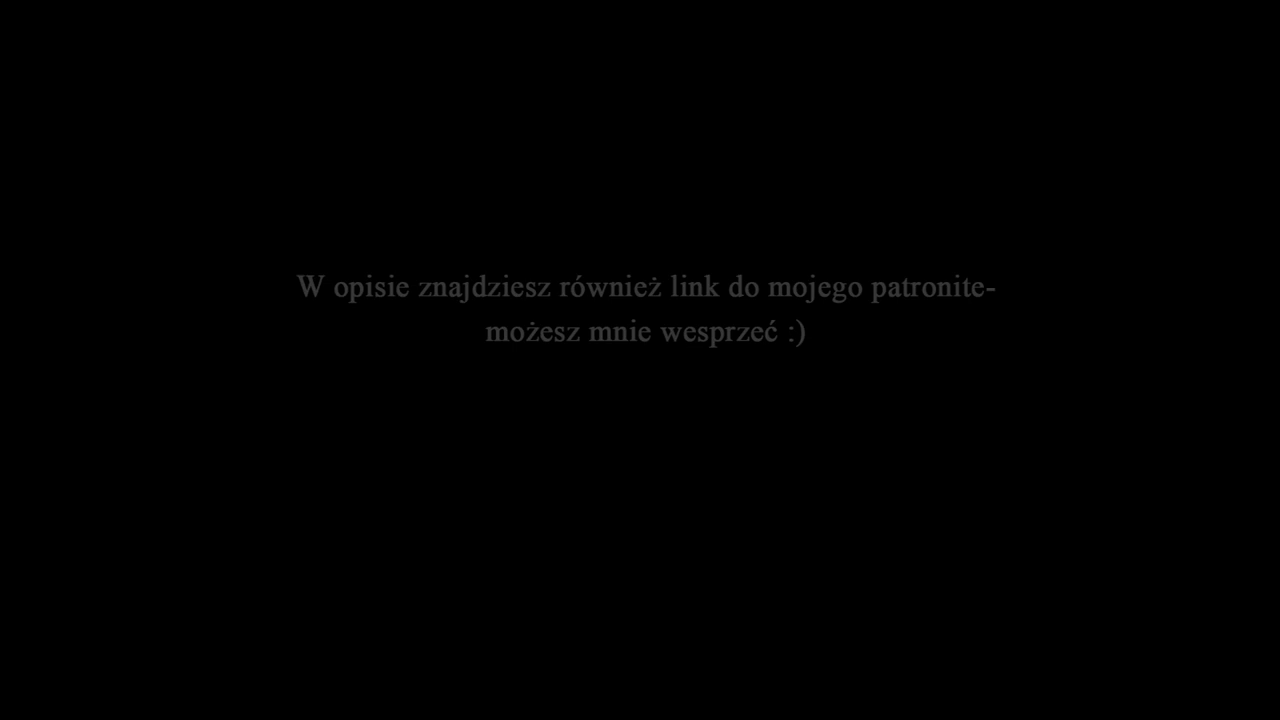 W opisie znajdziesz również link do mojego patronite-
możesz mnie wesprzeć :)